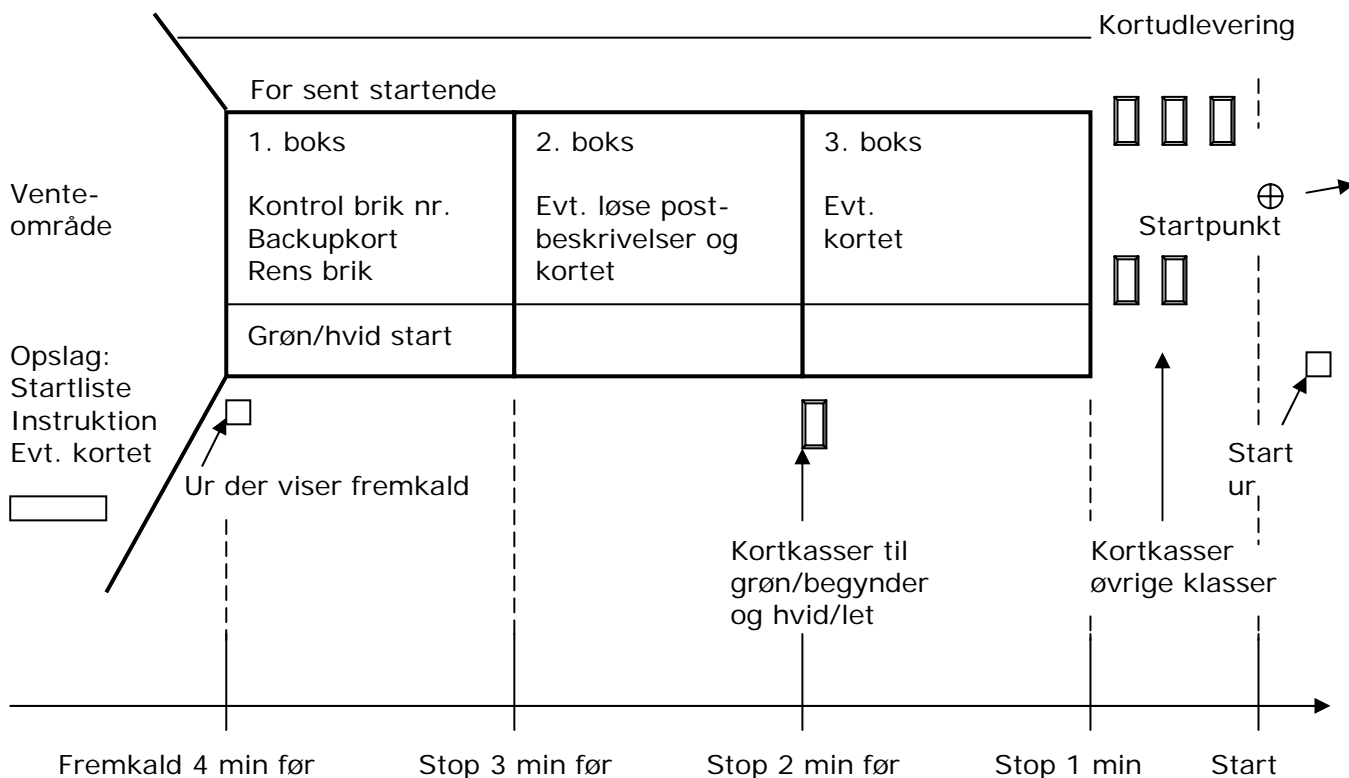 Kortudlevering
For sent startende
1. boks
2. boks
3. boks
Vente-
område
Kontrol brik nr.
Backupkort
Rens brik
Evt. løse post-
beskrivelser og
kortet
Evt.
kortet
Startpunkt
Grøn/hvid start
Opslag:
Startliste
Instruktion
Evt. kortet
Ur der viser fremkald
Start
ur
Kortkasser til
grøn/begynder
og hvid/let
Kortkasser
øvrige klasser
Fremkald 4 min før
Stop 3 min før
Stop 2 min før
Stop 1 min
Start